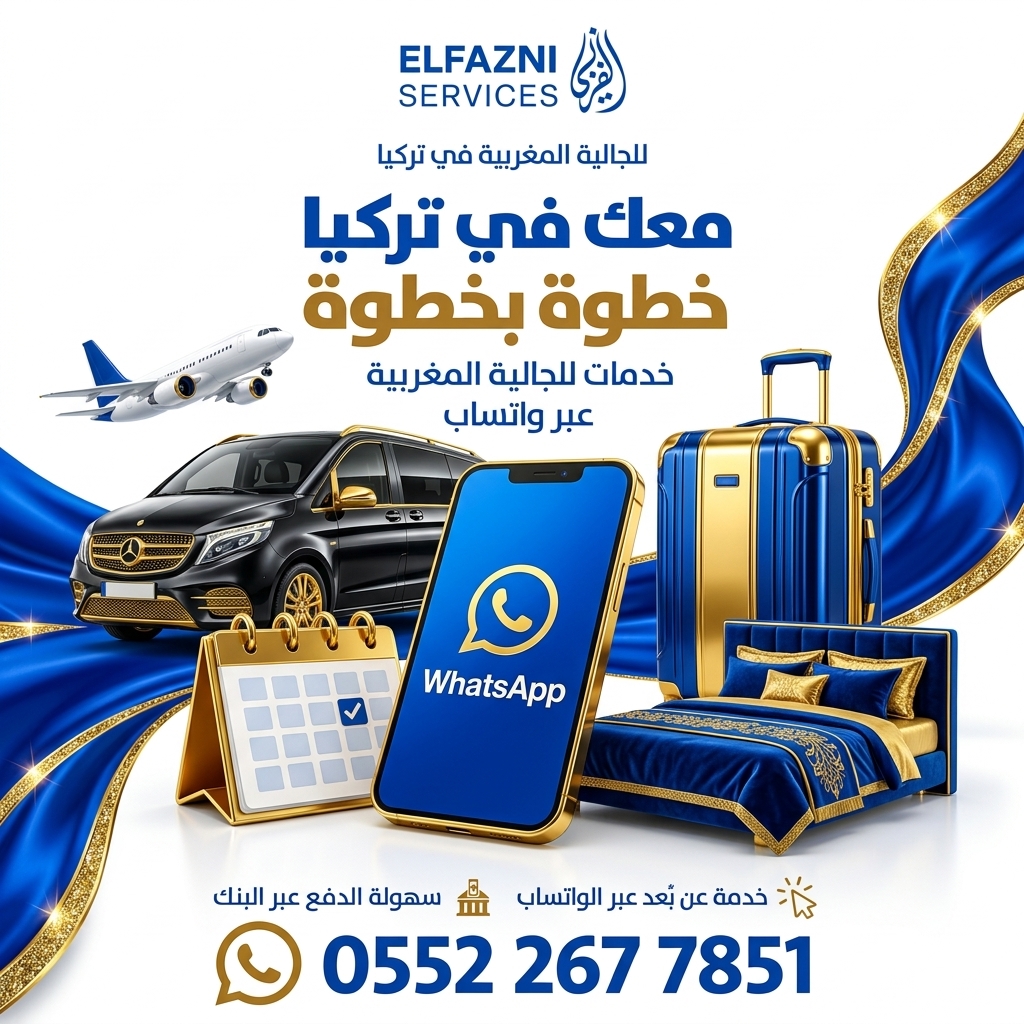 ELFAZNI
SERVICES
للجالية المغربية في تركيا
معك في تركيا
خطوة بخطوة
خدمات للجالية المغربية
عبر واتساب
WhatsApp
خدمة عن بُعد عبر الواتساب
سهولة الدفع عبر البنك
0552 267 7851